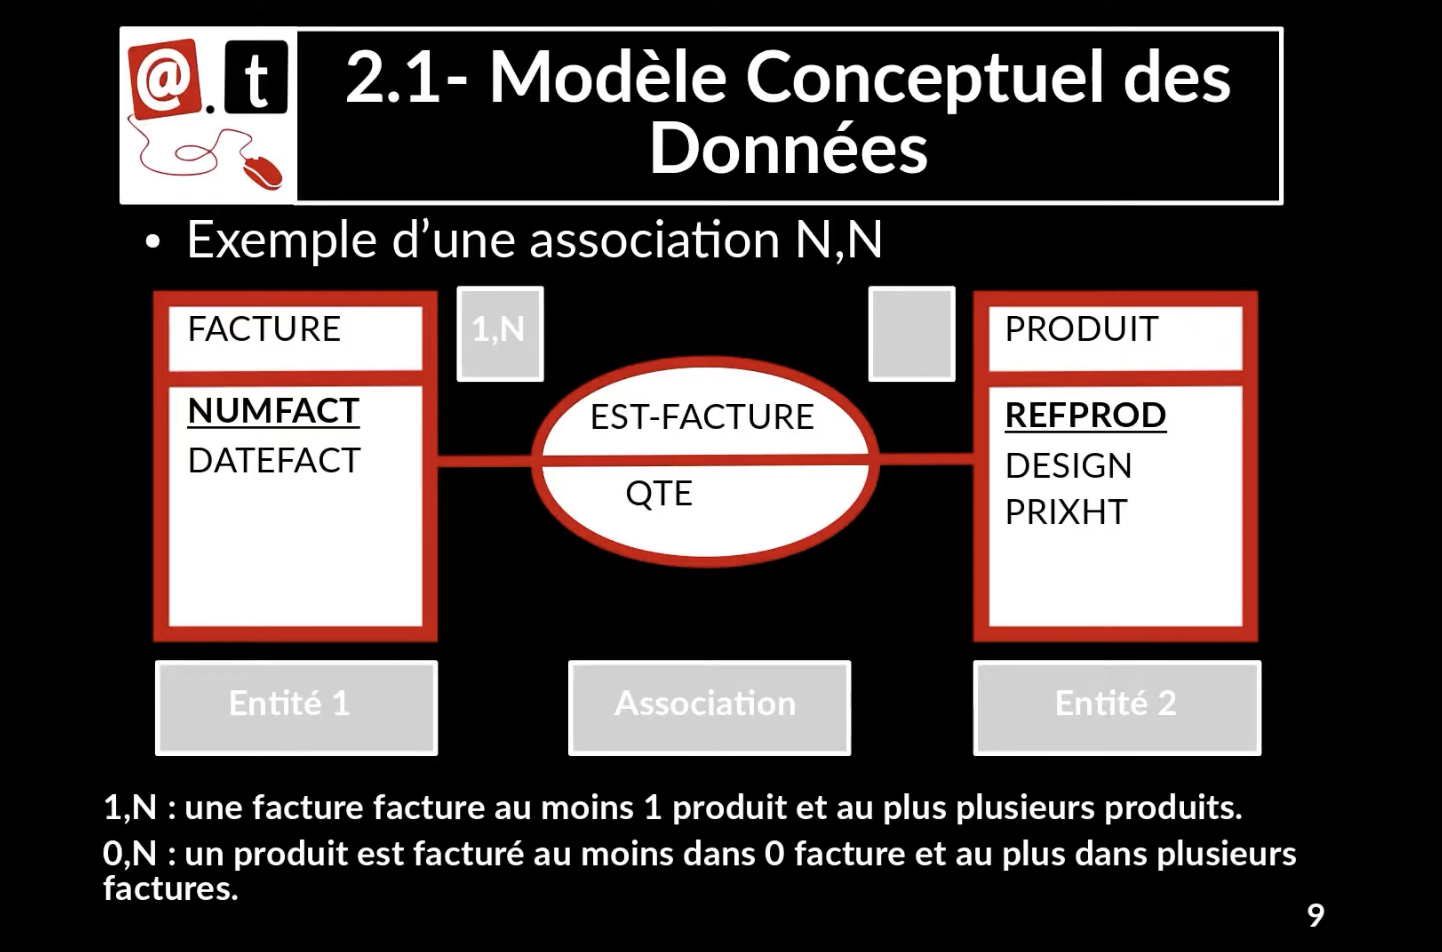 @.t
2.1- Modèle Conceptuel des
Données
• Exemple d’une association N,N
FACTURE
1,N
PRODUIT
NUMFACT
DATEFACT
EST-FACTURE
QTE
REFPROD
DESIGN
PRIXHT
Entité 1
Association
Entité 2
1,N : une facture facture au moins 1 produit et au plus plusieurs produits.
0,N : un produit est facturé au moins dans 0 facture et au plus dans plusieurs
factures.
9